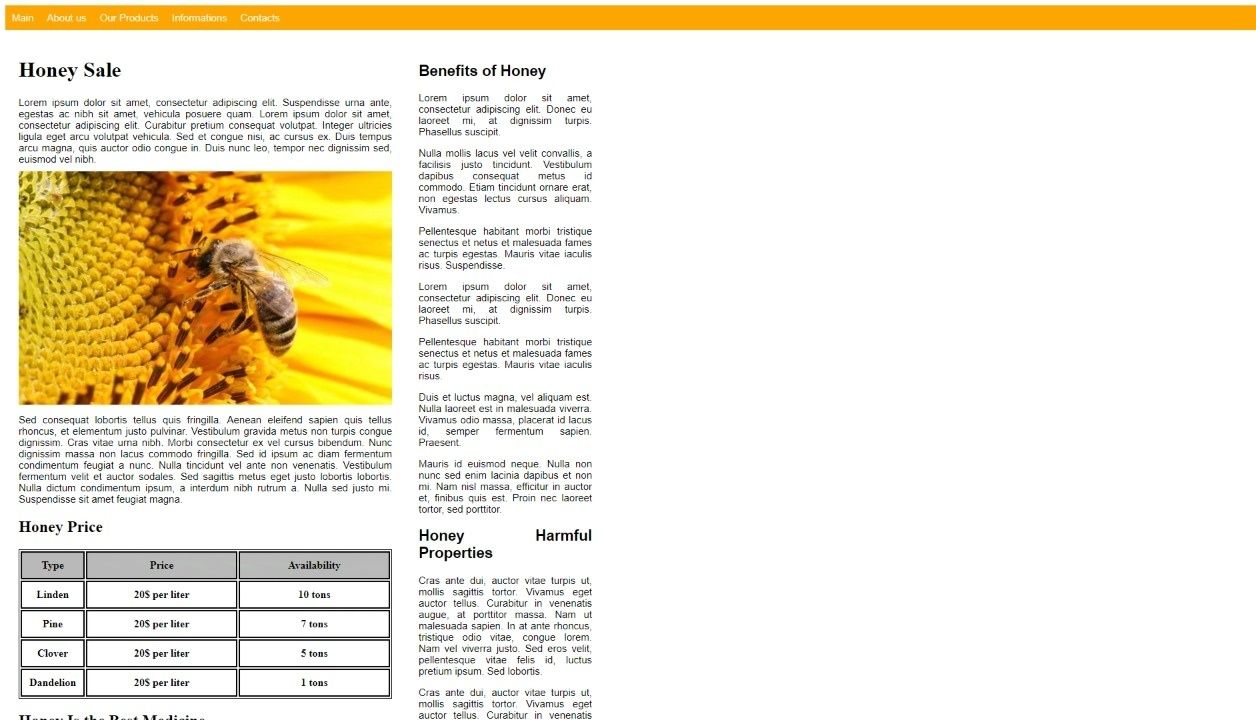 Main About us Our Products Informations Contacts
Honey Sale
Lorem ipsum dolor sit amet, consectetur adipiscing elit. Suspendisse urna ante,
egestas ac nibh sit amet, vehicula posuere quam. Lorem ipsum dolor sit amet,
consectetur adipiscing elit. Curabitur pretium consequat volutpat. Integer ultricies
ligula eget arcu volutpat vehicula. Sed et congue nisi, ac cursus ex. Duis tempus
arcu magna, quis auctor odio congue in. Duis nunc leo, tempor nec dignissim sed,
euismod vel nibh.
Sed consequat lobortis tellus quis fringilla. Aenean eleifend sapien quis tellus
rhoncus, et elementum justo pulvinar. Vestibulum gravida metus non turpis congue
dignissim. Cras vitae urna nibh. Morbi consectetur ex vel cursus bibendum. Nunc
dignissim massa non lacus commodo fringilla. Sed id ipsum ac diam fermentum
condimentum feugiat a nunc. Nulla tincidunt vel ante non venenatis. Vestibulum
fermentum velit et auctor sodales. Sed sagittis metus eget justo lobortis lobortis.
Nulla dictum condimentum ipsum, a interdum nibh rutrum a. Nulla sed justo mi.
Suspendisse sit amet feugiat magna.
Honey Price
Type Price Availability
Linden 20$ per liter 10 tons
Pine 20$ per liter 7 tons
Clover 20$ per liter 5 tons
Dandelion 20$ per liter 1 tons
Honey Is the Best Medicine
Benefits of Honey
Lorem ipsum dolor sit amet,
consectetur adipiscing elit. Donec eu
laoreet mi, at dignissim turpis.
Phasellus suscipit.
Nulla mollis lacus vel velit convallis, a
facilisis justo tincidunt. Vestibulum
dapibus consequat metus id
commodo. Etiam tincidunt ornare erat,
non egestas lectus cursus aliquam.
Vivamus.
Pellentesque habitant morbi tristique
senectus et netus et malesuada fames
ac turpis egestas. Mauris vitae iaculis
risus. Suspendisse.
Lorem ipsum dolor sit amet,
consectetur adipiscing elit. Donec eu
laoreet mi, at dignissim turpis.
Phasellus suscipit.
Pellentesque habitant morbi tristique
senectus et netus et malesuada fames
ac turpis egestas. Mauris vitae iaculis
risus.
Duis et luctus magna, vel aliquam est.
Nulla laoreet est in malesuada viverra.
Vivamus odio massa, placerat id lacus
id, semper fermentum sapien.
Praesent.
Mauris id euismod neque. Nulla non
nunc sed enim lacinia dapibus et non
mi. Nam nisl massa, efficitur in auctor
et, finibus quis est. Proin nec laoreet
tortor, sed porttitor.
Honey Harmful
Properties
Cras ante dui, auctor vitae turpis ut,
mollis sagittis tortor. Vivamus eget
auctor tellus. Curabitur in venenatis
augue, at porttitor massa. Nam ut
malesuada sapien. In at ante rhoncus,
tristique odio vitae, congue lorem.
Nam vel viverra justo. Sed eros velit,
pellentesque vitae felis id, luctus
pretium ipsum. Sed lobortis.
Cras ante dui, auctor vitae turpis ut,
mollis sagittis tortor. Vivamus eget
auctor tellus. Curabitur in venenatis